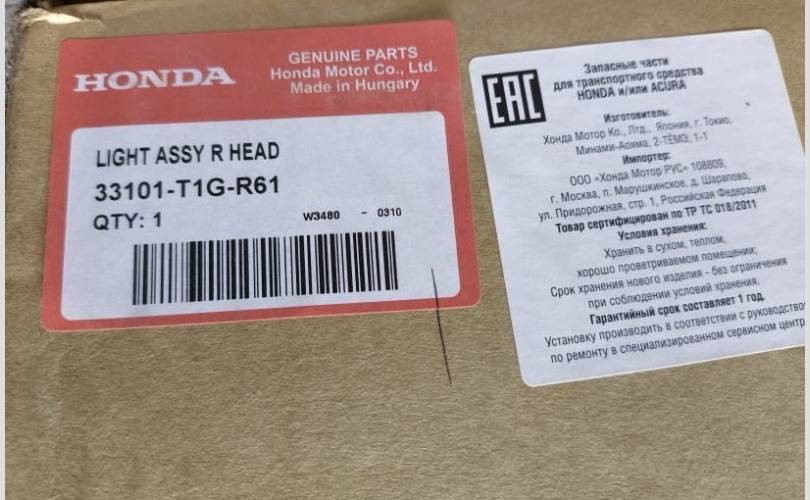 HONDA
GENUINE PARTS
Honda Motor Co., Ltd.
Made in Hungary
LIGHT ASSY R HEAD
33101-T1G-R61
QTY: 1
W3480 - 0310
EAC
Запасные части
для транспортного средства
HONDA и/или ACURA
Изготовитель:
Хонда Мотор Ко., Лтд., Япония, г. Токио,
Минами-Аояма, 2-ТЁМЭ, 1-1
Импортер:
ООО «Хонда Мотор РУС» 108809,
г. Москва, п. Марушкинское, д. Шарапово,
ул. Придорожная, стр. 1, Российская Федерация
Товар сертифицирован по ТР ТС 018/2011
Условия хранения:
Хранить в сухом, теплом,
хорошо проветриваемом помещении;
Срок хранения нового изделия - без ограничения
при соблюдении условий хранения.
Гарантийный срок составляет 1 год.
Установку производить в соответствии с руководство
по ремонту в специализированном сервисном центр